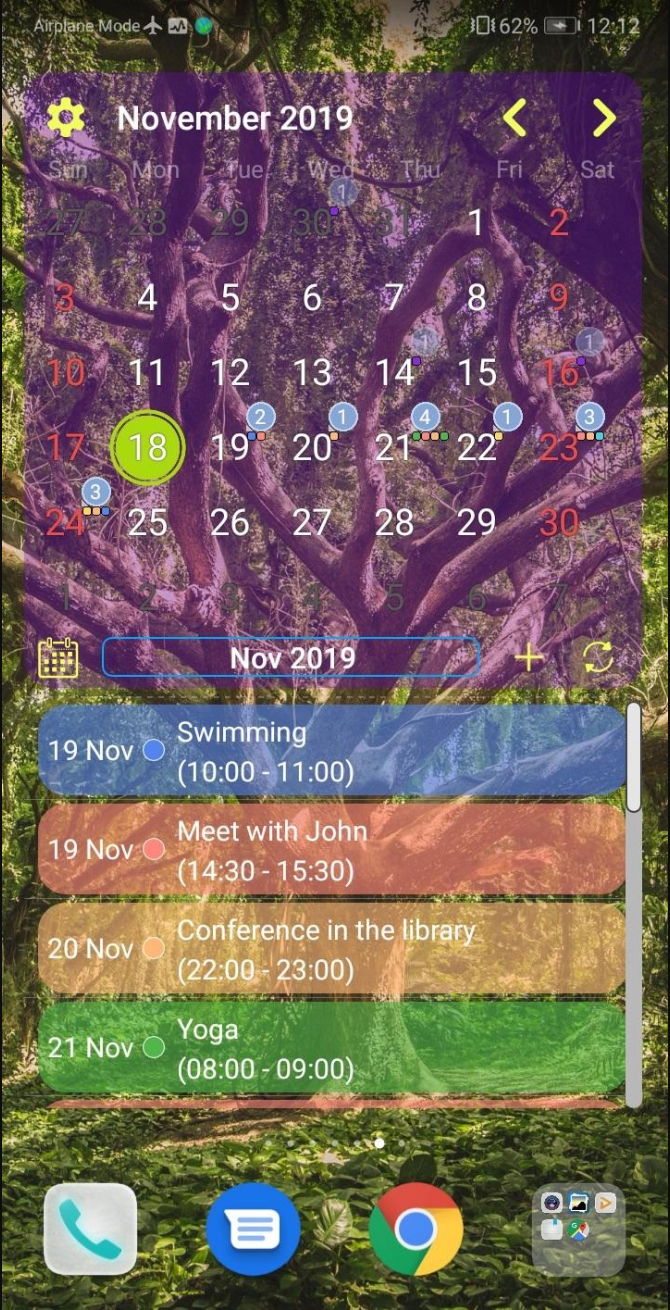 Airplane Mode 62% 12:12
November 2019
Sun Mon Tue Wed Thu Fri Sat
1
27 28 29 30 31 1 2
3 4 5 6 7 8 9
1 1
10 11 12 13 14 15 16
2 1 4 1 3
17 18 19 20 21 22 23
3
24 25 26 27 28 29 30
1 2 3 4 5 6 7
Nov 2019
Swimming
19 Nov
(10:00 - 11:00)
Meet with John
19 Nov
(14:30 - 15:30)
Conference in the library
20 Nov
(22:00 - 23:00)
Yoga
21 Nov
(08:00 - 09:00)